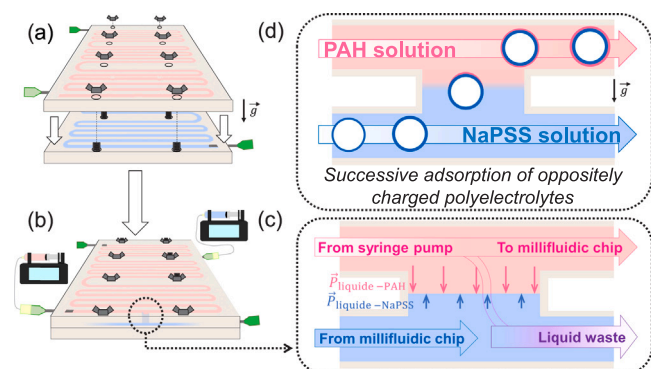 (a)
g
(b)
(d)
PAH solution
g
NaPSS solution
Successive adsorption of oppositely
charged polyelectrolytes
(c)
From syringe pump
To millifluidic chip
P liquide −PAH
P liquide −NaPSS
From millifluidic chip
Liquid waste